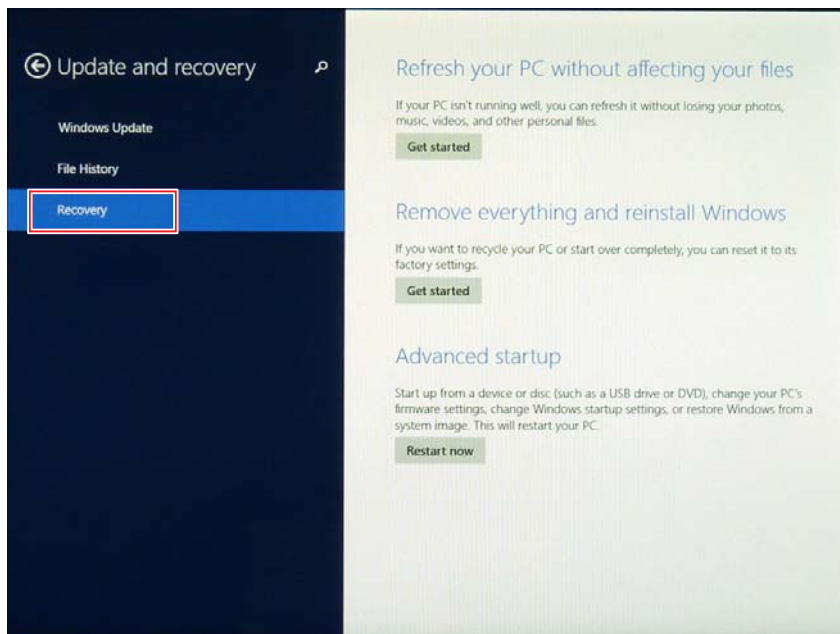 Update and recovery
Windows Update
File History
Recovery
Refresh your PC without affecting your files
If your PC isn't running well, you can refresh it without losing your photos,
music, videos, and other personal files.
Get started
Remove everything and reinstall Windows
If you want to recycle your PC or start over completely, you can reset it to its
factory settings.
Get started
Advanced startup
Start up from a device or disc (such as a USB drive or DVD), change your PC's
firmware settings, change Windows startup settings, or restore Windows from a
system image. This will restart your PC.
Restart now